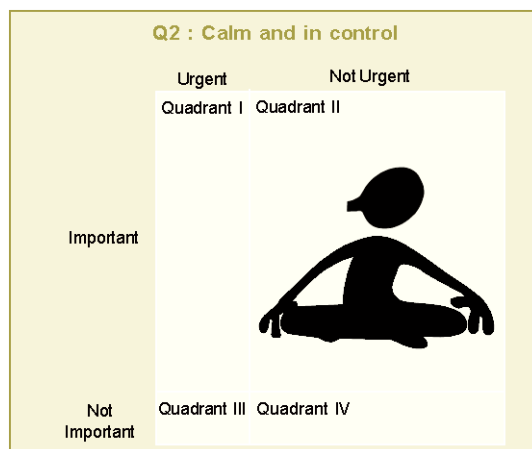 Q2 : Calm and in control
Urgent Not Urgent
Quadrant I Quadrant II
Important
Not Quadrant III Quadrant IV
Important